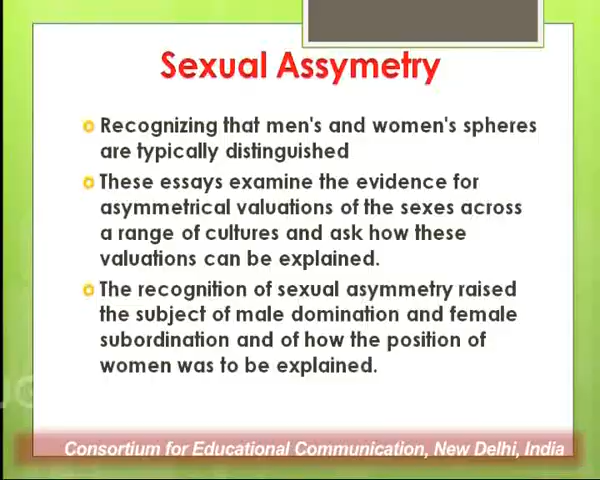 Sexual Assymetry
Recognizing that men's and women's spheres
are typically distinguished
These essays examine the evidence for
asymmetrical valuations of the sexes across
a range of cultures and ask how these
valuations can be explained.
The recognition of sexual asymmetry raised
the subject of male domination and female
subordination and of how the position of
women was to be explained.
Consortium for Educational Communication, New Delhi, India